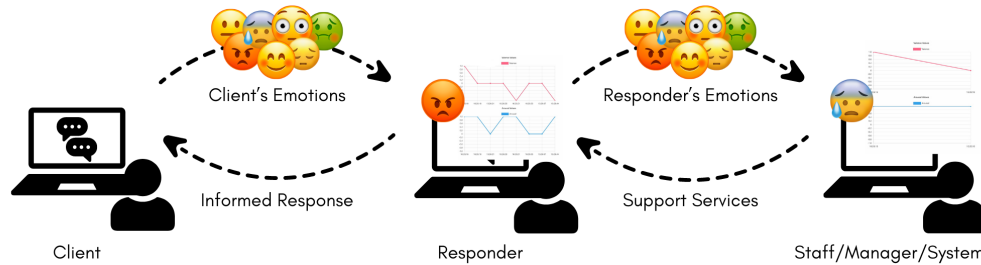 Client's Emotions
Responder's Emotions
Informed Response
Support Services
Client
Responder
Staff/Manager/System